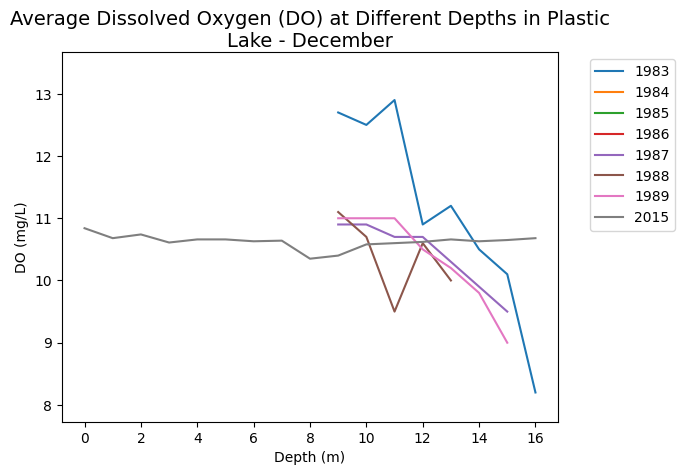 Average Dissolved Oxygen (DO) at Different Depths in Plastic
Lake - December
DO (mg/L)
13
12
11
10
9
8
0 2 4 6 8 10 12 14 16
Depth (m)
1983
1984
1985
1986
1987
1988
1989
2015